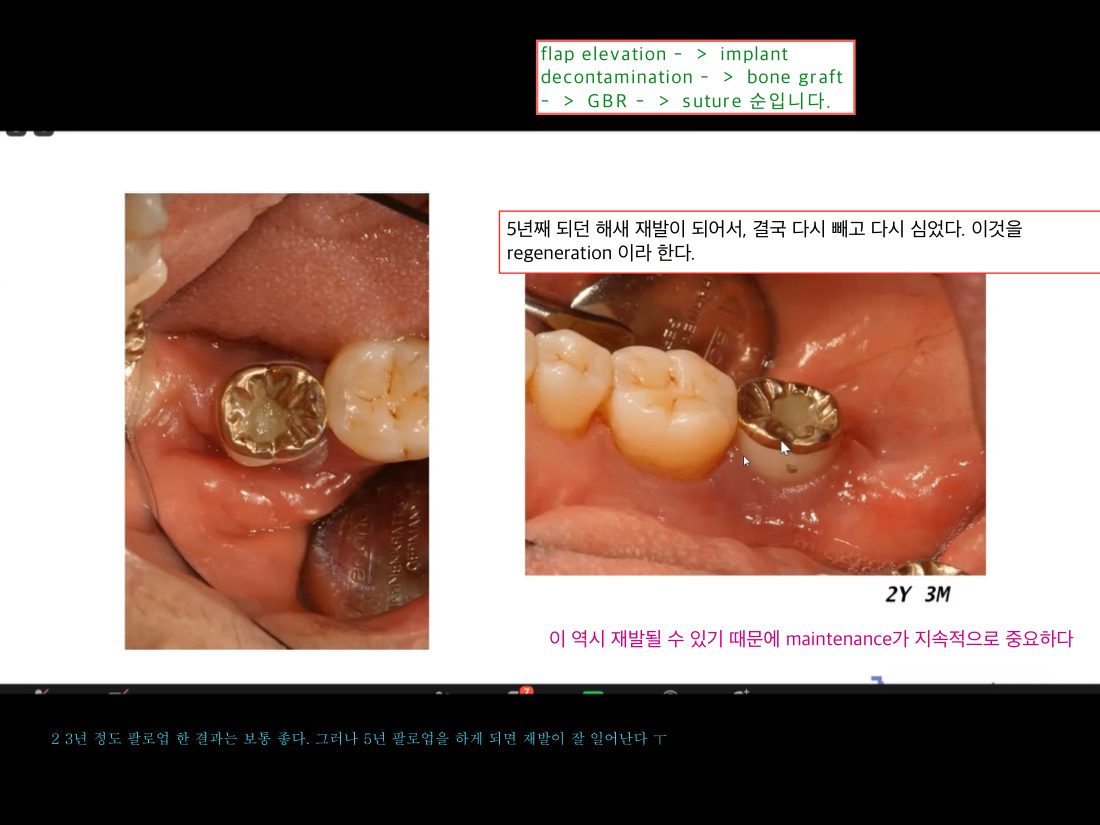 flap elevation - > implant
decontamination - > bone graft
- > GBR - > suture 순입니다.
5년째 되던 해새 재발이 되어서, 결국 다시 빼고 다시 심었다. 이것을
regeneration 이라 한다.
2Y 3M
이 역시 재발될 수 있기 때문에 maintenance가 지속적으로 중요하다
7
2 3년 정도 팔로업 한 결과는 보통 좋다. 그러나 5년 팔로업을 하게 되면 재발이 잘 일어난다 ㅜ